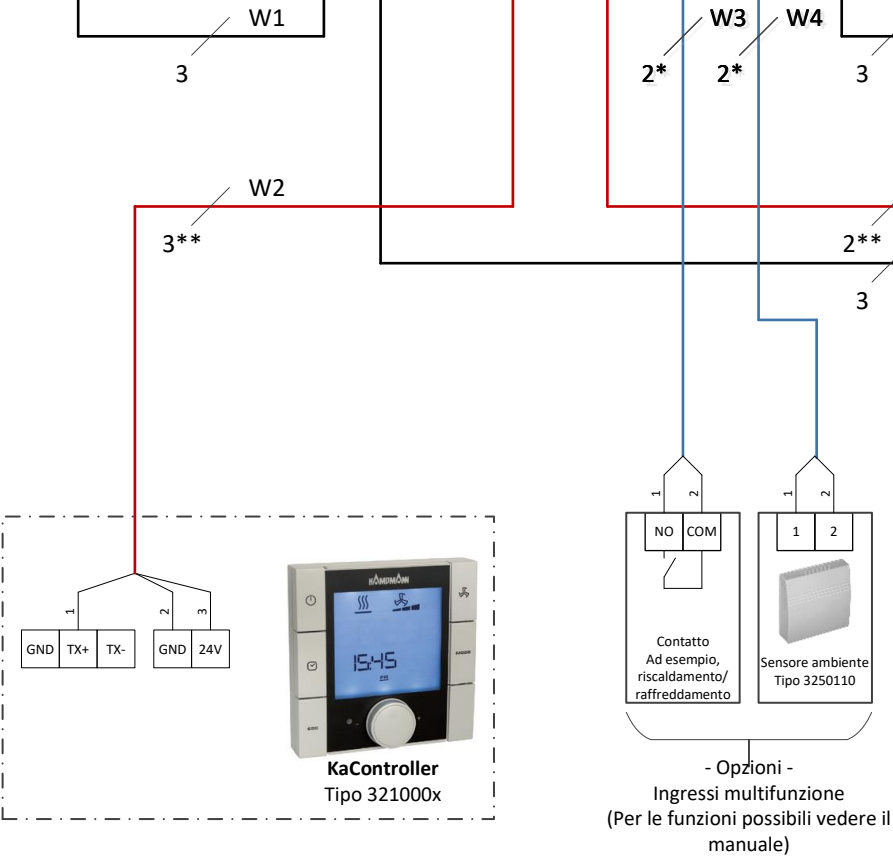 W1
3
W3
W4
2*
2*
3
W2
3**
2**
3
1
2
1
2
NO
COM
1
2
Contatto
Ad esempio,
riscaldamento/
raffreddamento
Sensore ambiente
Tipo 3250110
1
2
3
GND
TX+
TX-
GND
24V
KAMPMANN
15:45
KaController
Tipo 321000x
- Opzioni -
Ingressi multifunzione
(Per le funzioni possibili vedere il
manuale)